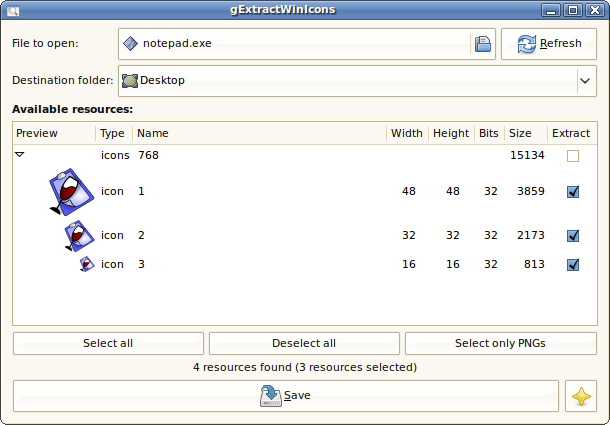 gExtractWinIcons
File to open: notepad.exe Refresh
Destination folder: Desktop
Available resources:
Preview Type Name Width Height Bits Size Extract
icons 768 15134
icon 1 48 48 32 3859
icon 2 32 32 32 2173
icon 3 16 16 32 813
Select all Deselect all Select only PNGs
4 resources found (3 resources selected)
Save